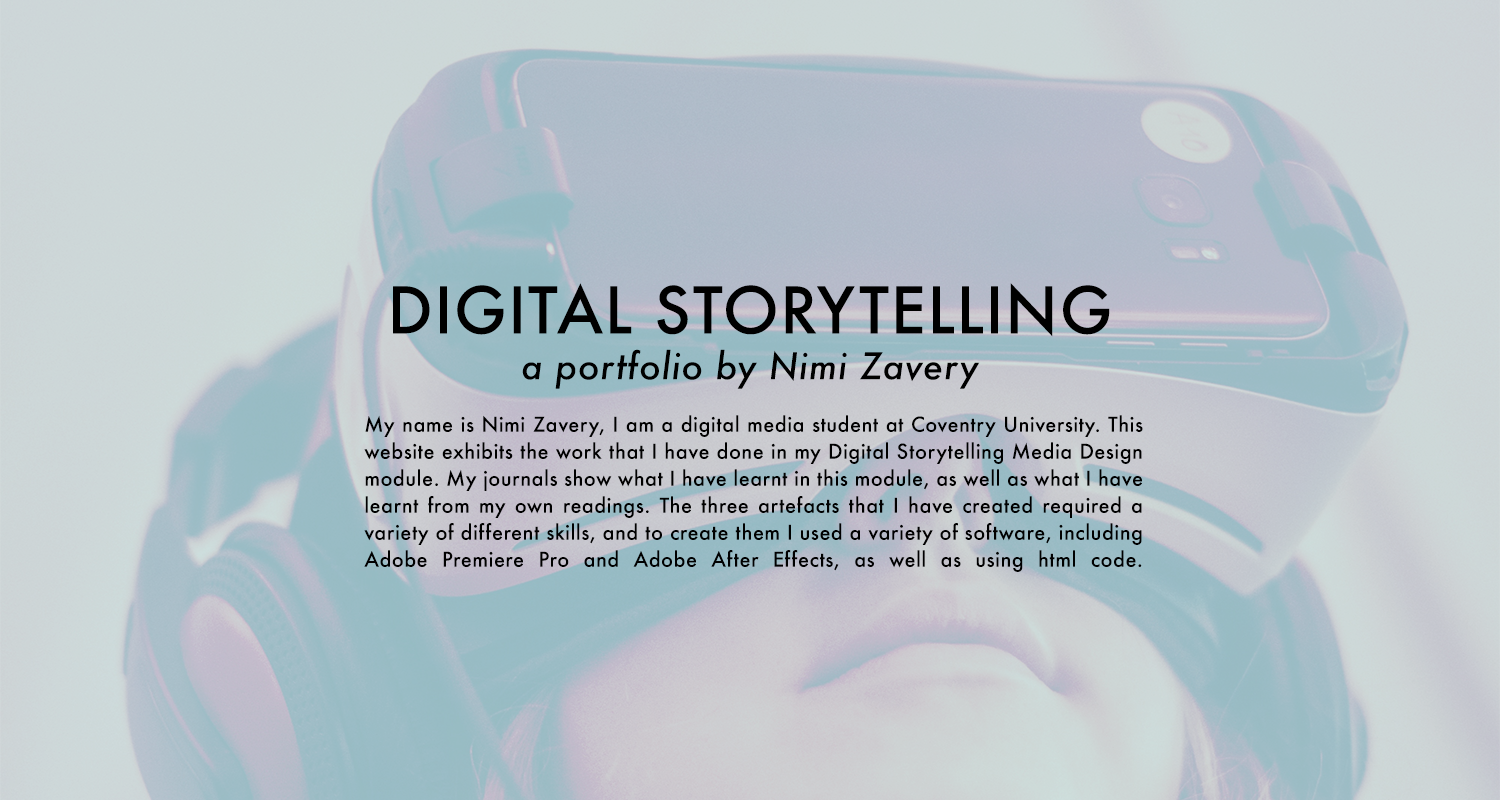 DIGITAL STORYTELLING
a portfolio by Nimi Zavery
My name is Nimi Zavery, I am a digital media student at Coventry University. This
website exhibits the work that I have done in my Digital Storytelling Media Design
module. My journals show what I have learnt in this module, as well as what I have
learnt from my own readings. The three artefacts that I have created required a
variety of different skills, and to create them I used a variety of software, including
Adobe Premiere Pro and Adobe After Effects, as well as using html code.